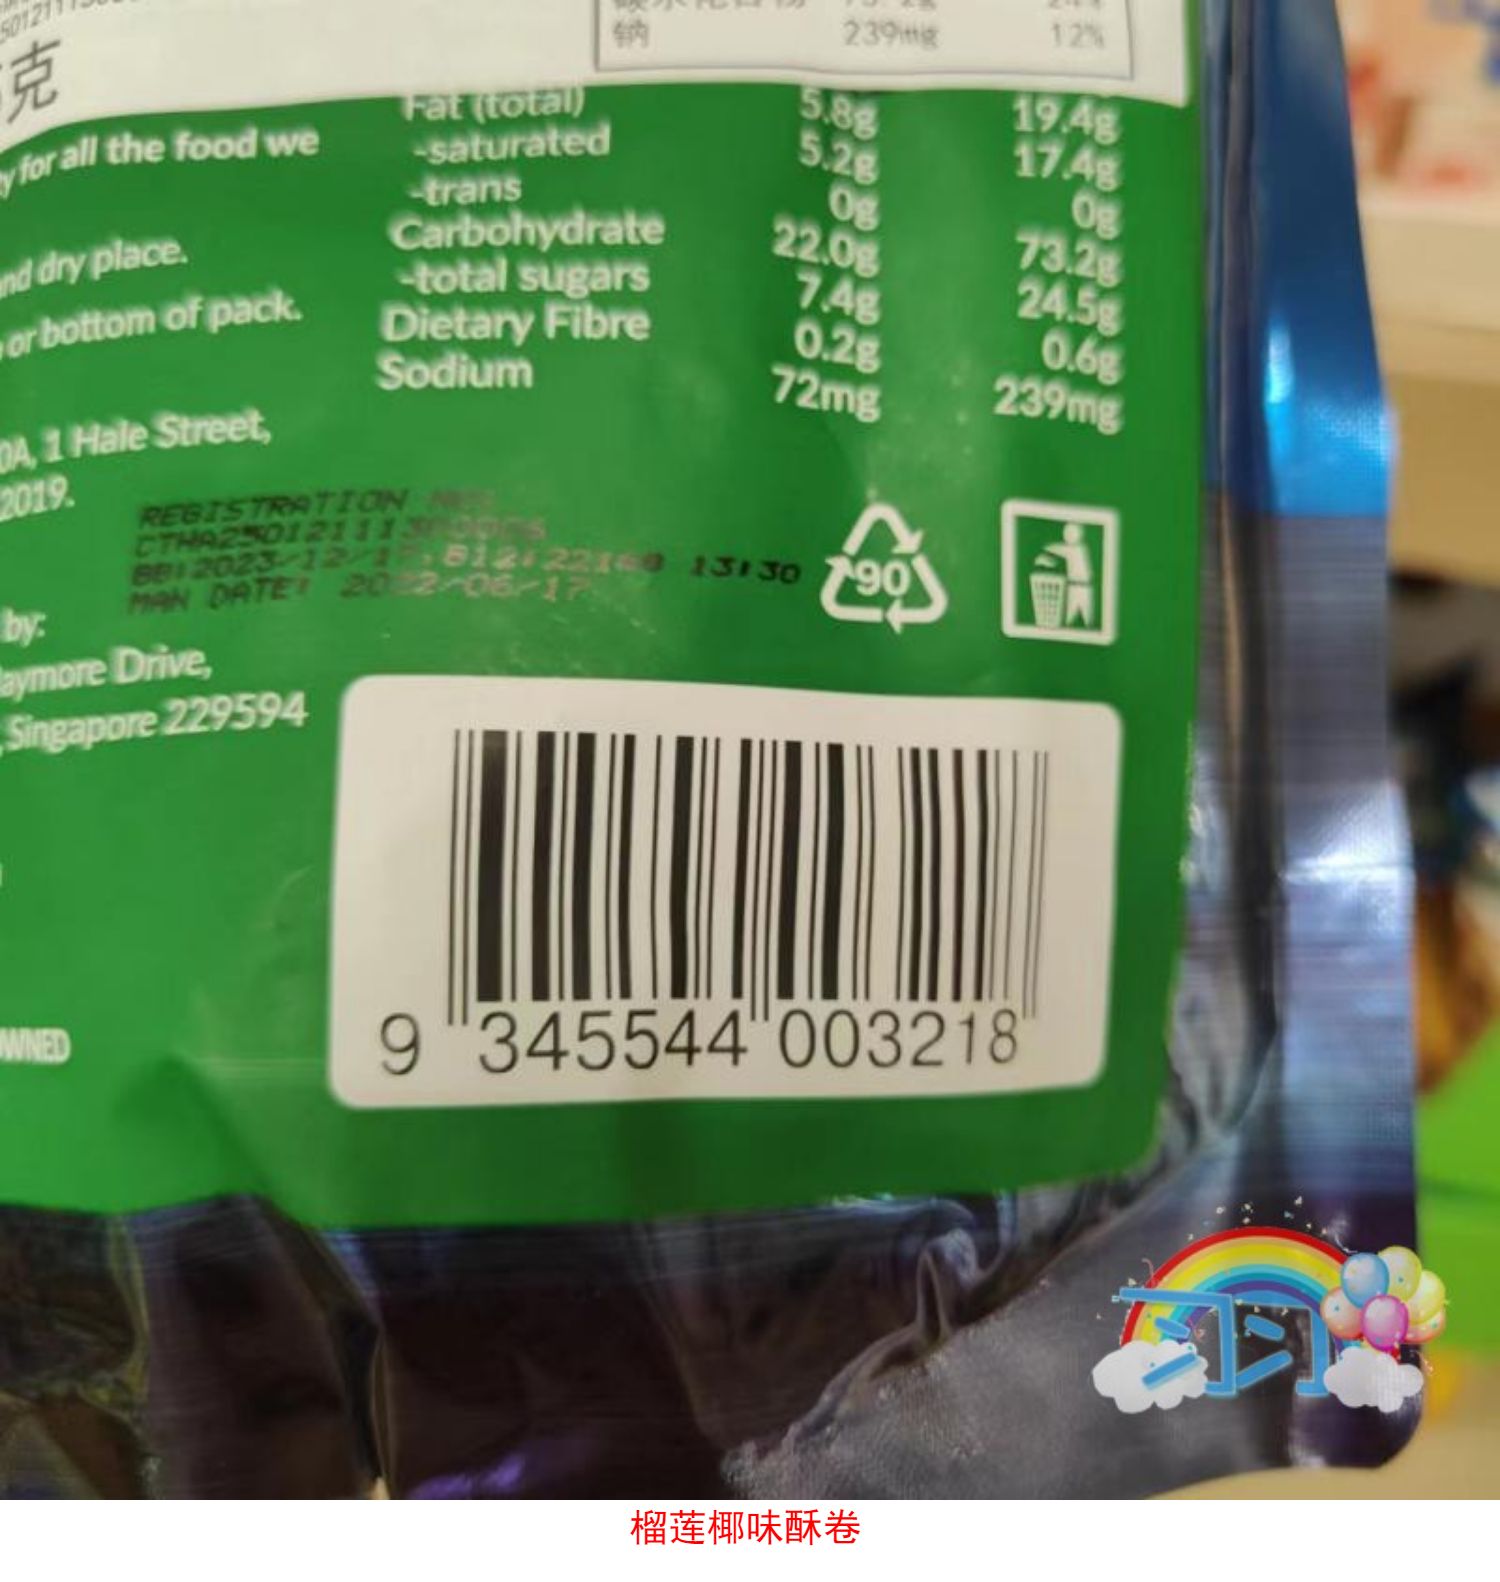 克
钠 239mg 12%
Fat (total) 5.8g 19.4g
-saturated 5.2g 17.4g
-trans 0g 0g
Carbohydrate 22.0g 73.2g
-total sugars 7.4g 24.5g
Dietary Fibre 0.2g 0.6g
Sodium 72mg 239mg
for all the food we
dry place.
or bottom of pack.
1 Hale Street,
2019.
REGISTRATION
BB: 2023/12/17 13:30
MAN DATE: 2022/06/17
90
by:
Drive,
Singapore 229594
9 345544 003218
榴莲椰味酥卷